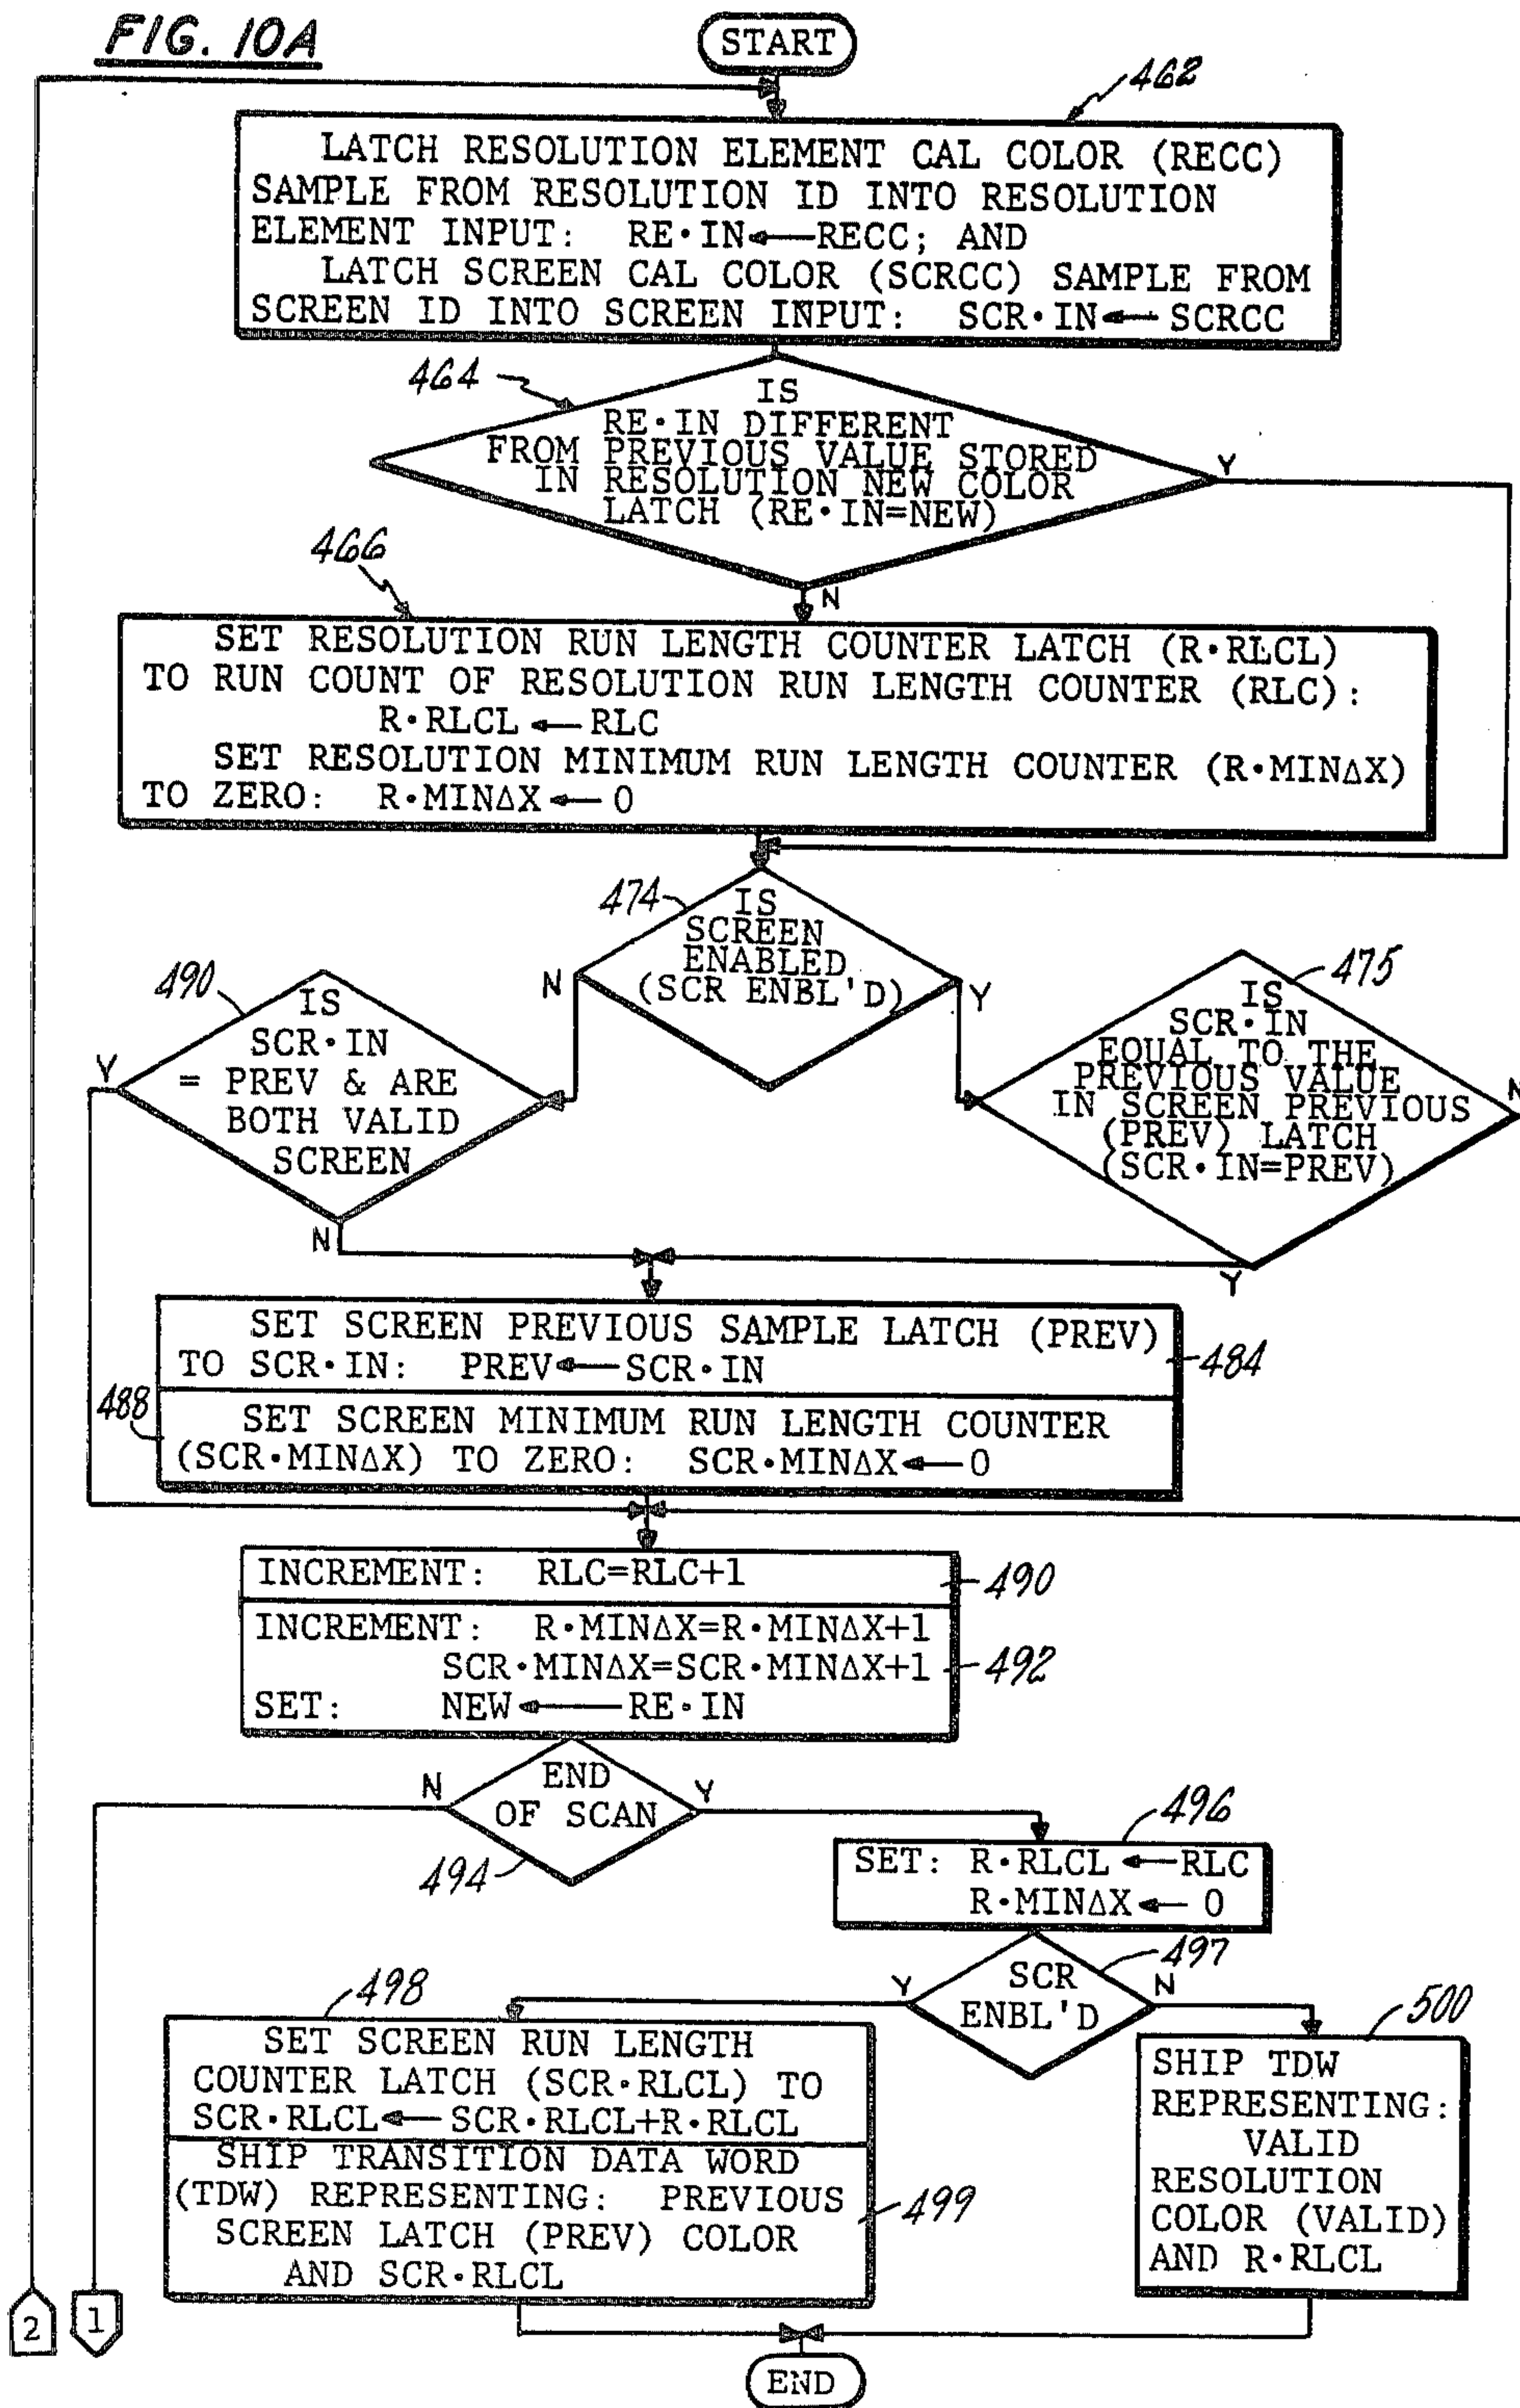 FIG. 10A
START
462
LATCH RESOLUTION ELEMENT CAL COLOR (RECC)
SAMPLE FROM RESOLUTION ID INTO RESOLUTION
ELEMENT INPUT: RE·IN←RECC; AND
LATCH SCREEN CAL COLOR (SCRCC) SAMPLE FROM
SCREEN ID INTO SCREEN INPUT: SCR·IN← SCRCC
464
IS
RE·IN DIFFERENT
FROM PREVIOUS VALUE STORED
IN RESOLUTION NEW COLOR
LATCH (RE·IN=NEW)
Y
N
466
SET RESOLUTION RUN LENGTH COUNTER LATCH (R·RLCL)
TO RUN COUNT OF RESOLUTION RUN LENGTH COUNTER (RLC):
R·RLCL ← RLC
SET RESOLUTION MINIMUM RUN LENGTH COUNTER (R·MINΔX)
TO ZERO: R·MINΔX ← 0
474
IS
SCREEN
ENABLED
(SCR ENBL'D)
N
Y
490
IS
SCR·IN
= PREV & ARE
BOTH VALID
SCREEN
Y
N
475
IS
SCR·IN
EQUAL TO THE
PREVIOUS VALUE
IN SCREEN PREVIOUS
(PREV) LATCH
(SCR·IN=PREV)
N
Y
SET SCREEN PREVIOUS SAMPLE LATCH (PREV)
TO SCR·IN: PREV←SCR·IN
484
488
SET SCREEN MINIMUM RUN LENGTH COUNTER
(SCR·MINΔX) TO ZERO: SCR·MINΔX←0
INCREMENT: RLC=RLC+1
490
INCREMENT: R·MINΔX=R·MINΔX+1
SCR·MINΔX=SCR·MINΔX+1
492
SET: NEW←RE·IN
N
END
OF SCAN
Y
494
496
SET: R·RLCL ←RLC
R·MINΔX← 0
497
Y
SCR
ENBL'D
N
498
SET SCREEN RUN LENGTH
COUNTER LATCH (SCR·RLCL) TO
SCR·RLCL← SCR·RLCL+R·RLCL
SHIP TRANSITION DATA WORD
(TDW) REPRESENTING: PREVIOUS
SCREEN LATCH (PREV) COLOR
AND SCR·RLCL
499
500
SHIP TDW
REPRESENTING:
VALID
RESOLUTION
COLOR (VALID)
AND R·RLCL
2
1
END